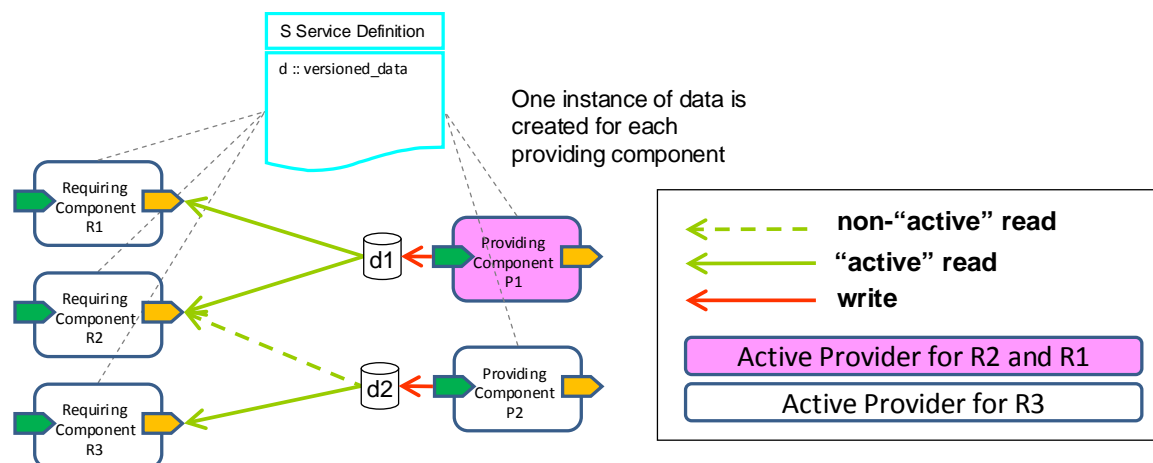 S Service Definition
d :: versioned_data
One instance of data is
created for each
providing component
Requiring
Component
R1
Requiring
Component
R2
Requiring
Component
R3
d1
d2
Providing
Component
P1
Providing
Component
P2
non-“active” read
“active” read
write
Active Provider for R2 and R1
Active Provider for R3